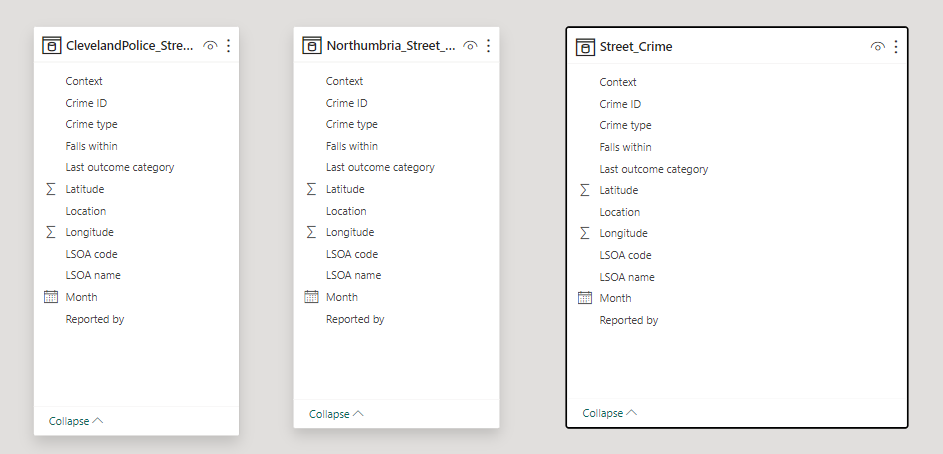 ClevelandPolice_Stre...
Context
Crime ID
Crime type
Falls within
Last outcome category
Latitude
Location
Longitude
LSOA code
LSOA name
Month
Reported by
Collapse
Northumbria_Street_...
Context
Crime ID
Crime type
Falls within
Last outcome category
Latitude
Location
Longitude
LSOA code
LSOA name
Month
Reported by
Collapse
Street_Crime
Context
Crime ID
Crime type
Falls within
Last outcome category
Latitude
Location
Longitude
LSOA code
LSOA name
Month
Reported by
Collapse